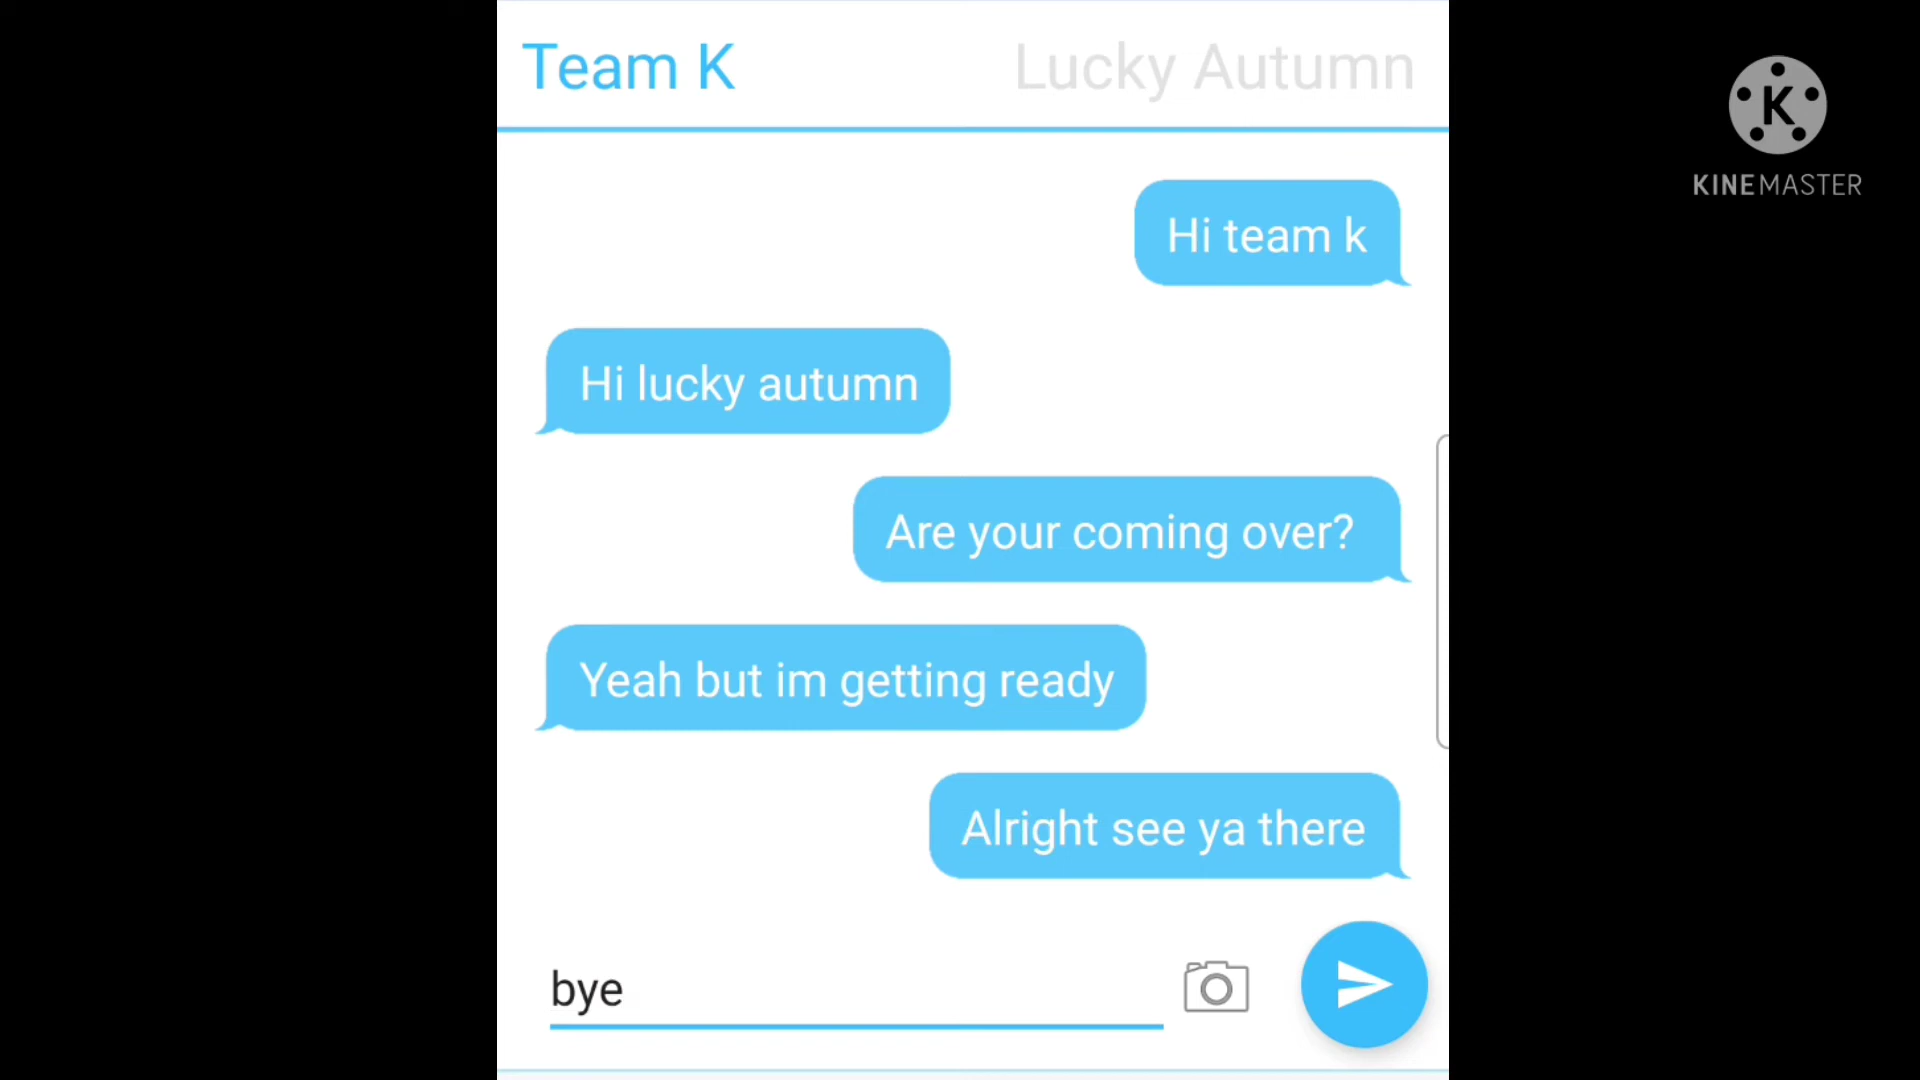 Team K
Lucky Autumn
K
KINEMASTER
Hi team k
Hi lucky autumn
Are your coming over?
Yeah but im getting ready
Alright see ya there
bye